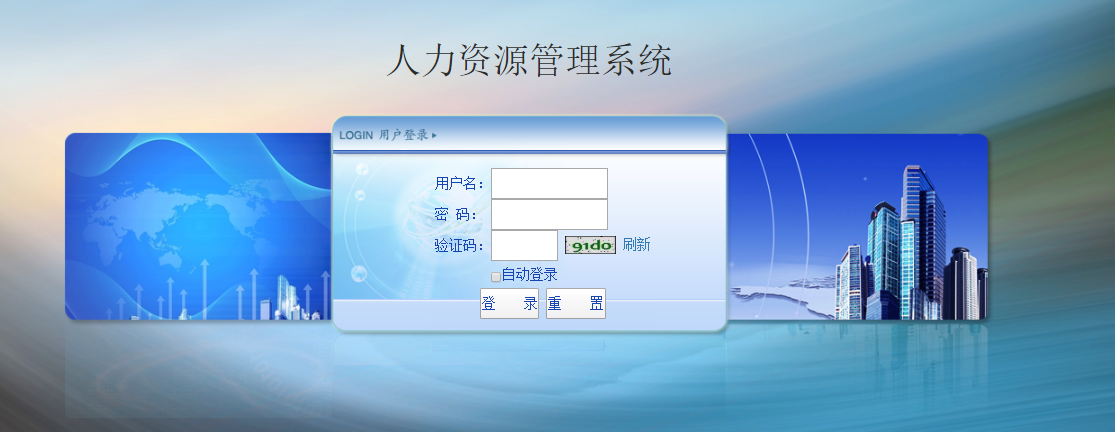 人力资源管理系统
LOGIN 用户登录
用户名：
密 码：
验证码： 91do 刷新
自动登录
登 录 重 置